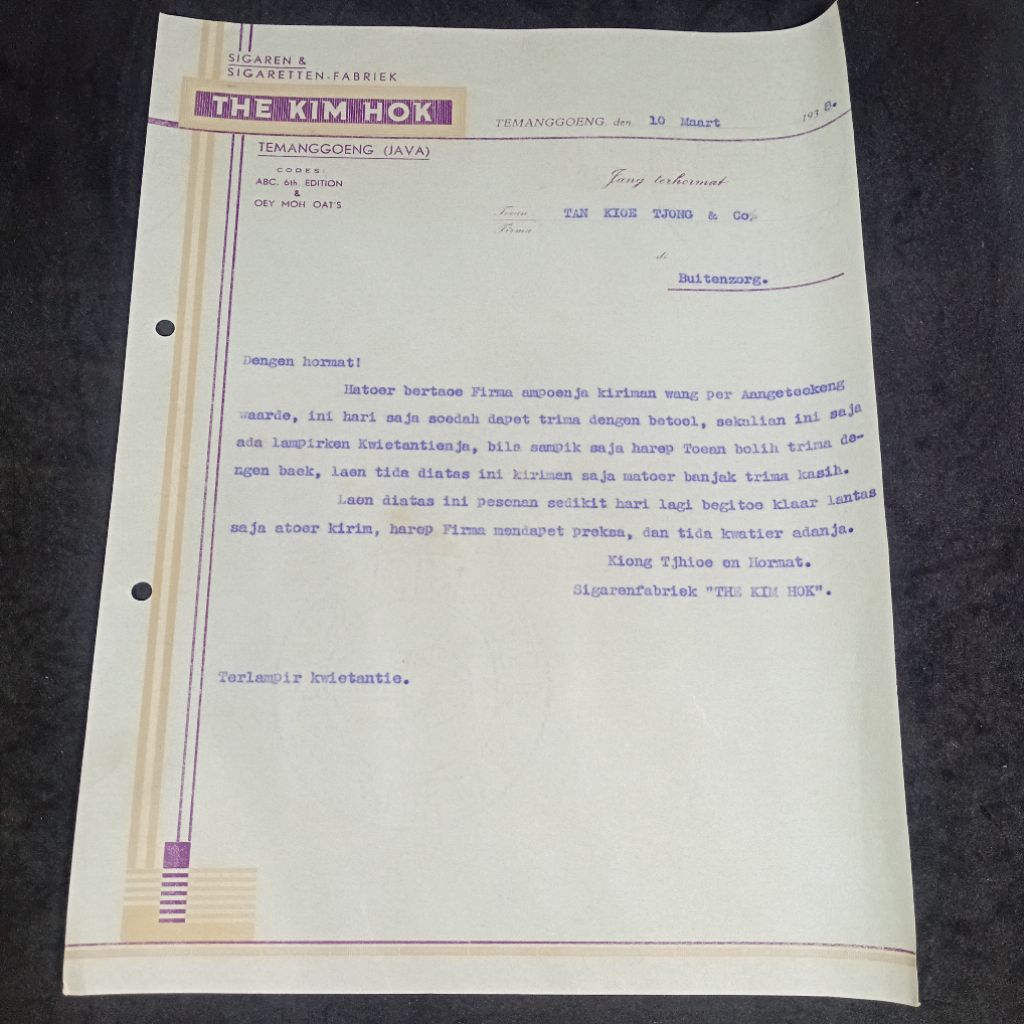 SIGAREN &
SIGARETTEN-FABRIEK
THE KIM HOK
TEMANGGOENG, den 10 Maart 1938.
TEMANGGOENG (JAVA)
CODES:
ABC. 6th. EDITION
&
OEY MOH OAT'S
Jang terhormat
Toean
Firma
TAN KIOE TJONG & Co,
di
Buitenzorg.
Dengen hormat!
Hatoer bertaoe Firma ampoenja kiriman wang per Aangeteekeng
waarde, ini hari saja soedah dapet trima dengen betoel, sekalian ini saja
ada lampirken Kwietantienja, bila sampik saja harep Toean bolih trima de-
ngen baek, laen tida diatas ini kiriman saja matoer banjak trima kasih.
Laen diatas ini pesenan sedikit hari lagi begitoe klaar lantas
saja atoer kirim, harep Firma mendapet preksa, dan tida kwatier adanja.
Kiong Tjhioe en Hormat.
Sigarenfabriek "THE KIM HOK".
Terlampir kwietantie.